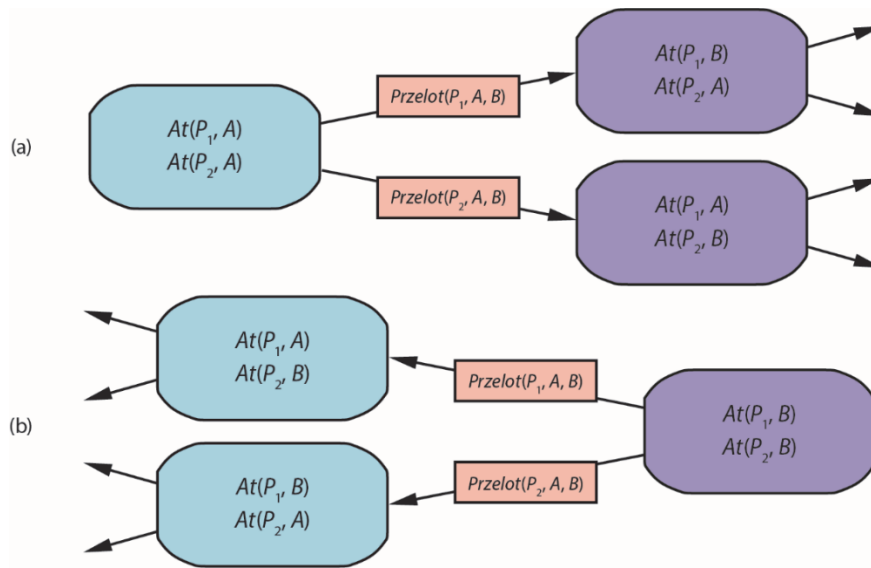 (a)
At(P₁, A)
At(P₂, A)
Przelot(P₁, A, B)
Przelot(P₂, A, B)
At(P₁, B)
At(P₂, A)
At(P₁, A)
At(P₂, B)
(b)
At(P₁, A)
At(P₂, B)
At(P₁, B)
At(P₂, A)
Przelot(P₁, A, B)
Przelot(P₂, A, B)
At(P₁, B)
At(P₂, B)